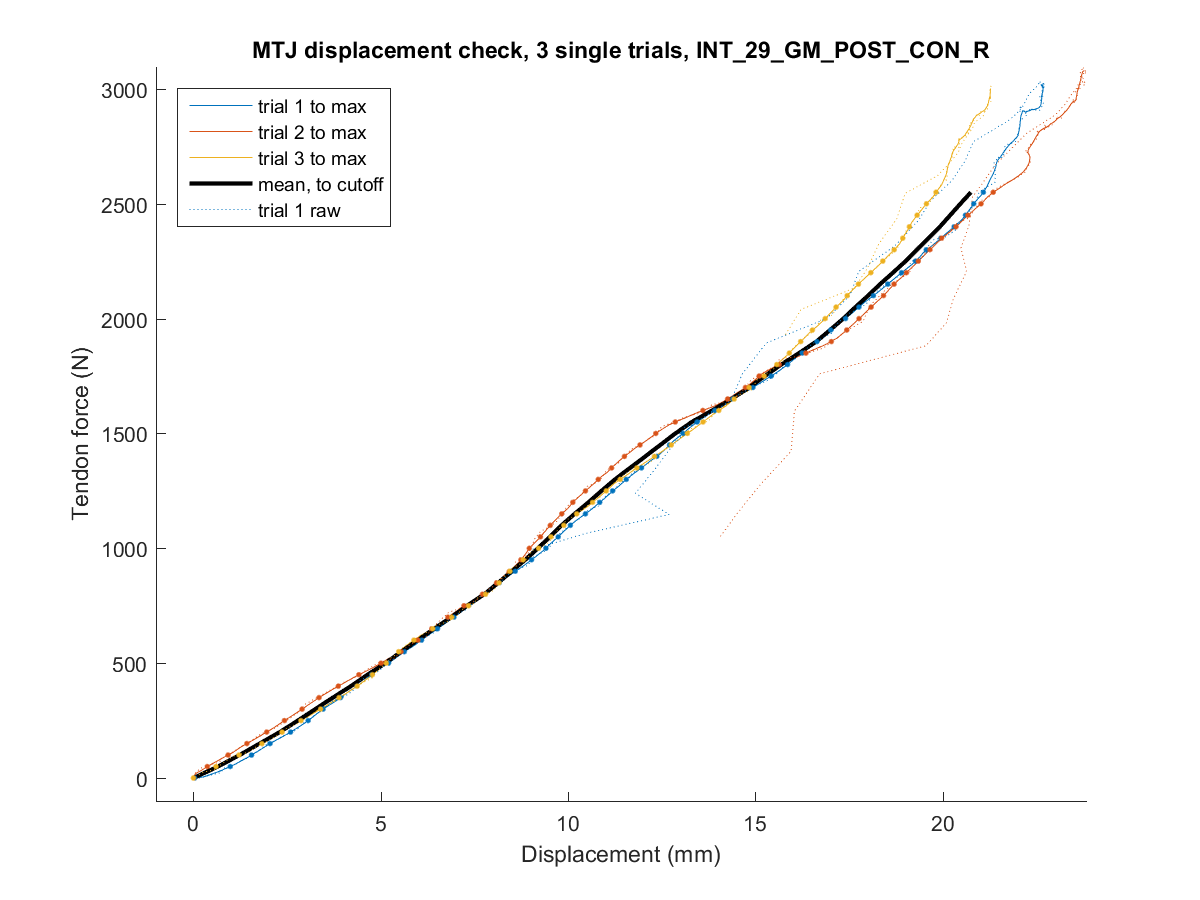 MTJ displacement check, 3 single trials, INT_29_GM_POST_CON_R
trial 1 to max
trial 2 to max
trial 3 to max
mean, to cutoff
trial 1 raw
3000
2500
2000
1500
1000
500
0
Tendon force (N)
0 5 10 15 20
Displacement (mm)